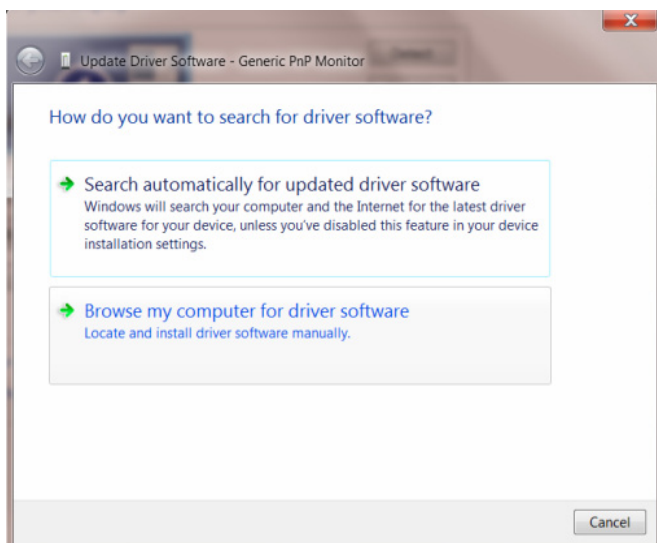 Update Driver Software - Generic PnP Monitor
How do you want to search for driver software?
Search automatically for updated driver software
Windows will search your computer and the Internet for the latest driver
software for your device, unless you've disabled this feature in your device
installation settings.
Browse my computer for driver software
Locate and install driver software manually.
Cancel